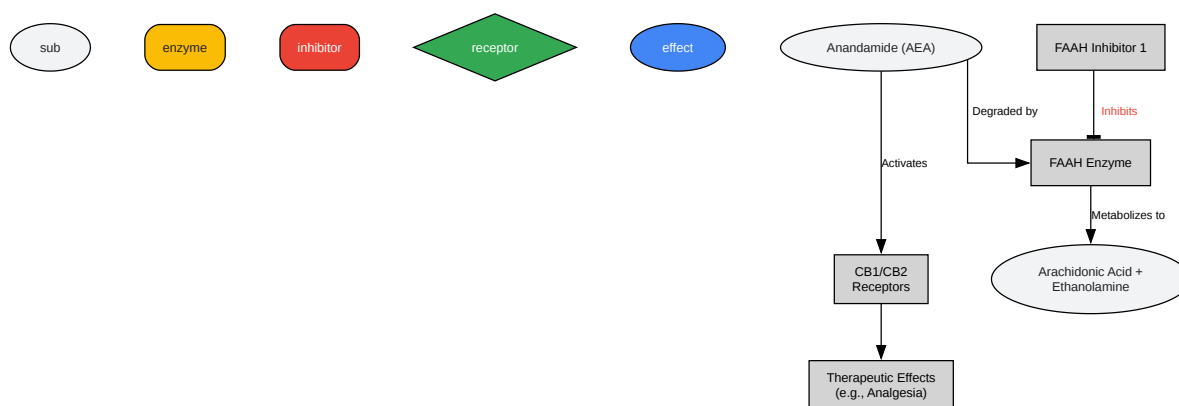 sub
enzyme
inhibitor
receptor
effect
Anandamide (AEA)
FAAH Inhibitor 1
Degraded by
Inhibits
Activates
FAAH Enzyme
Metabolizes to
CB1/CB2
Receptors
Arachidonic Acid +
Ethanolamine
Therapeutic Effects
(e.g., Analgesia)